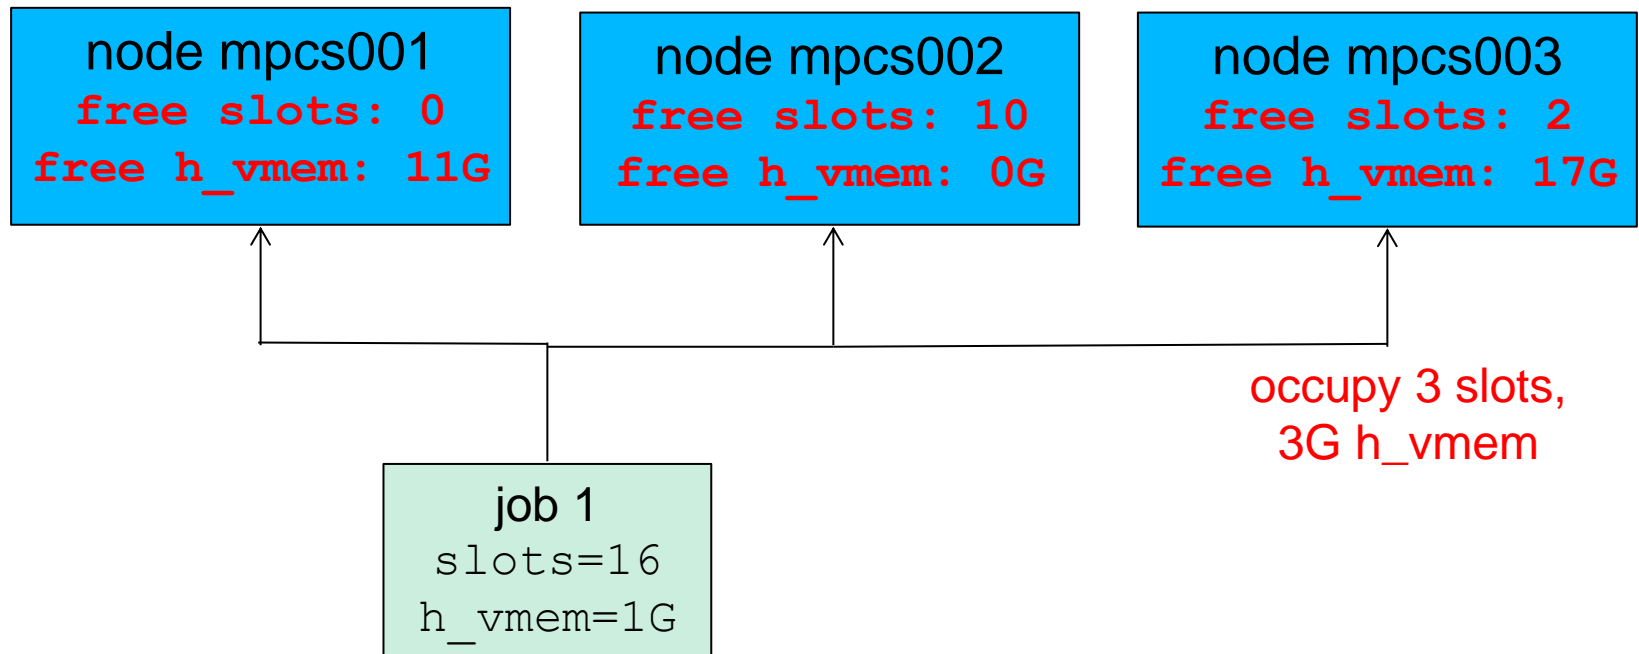 node mpcs001
free slots: 0
free h_vmem: 11G
node mpcs002
free slots: 10
free h_vmem: 0G
node mpcs003
free slots: 2
free h_vmem: 17G
occupy 3 slots,
3G h_vmem
job 1
slots=16
h_vmem=1G